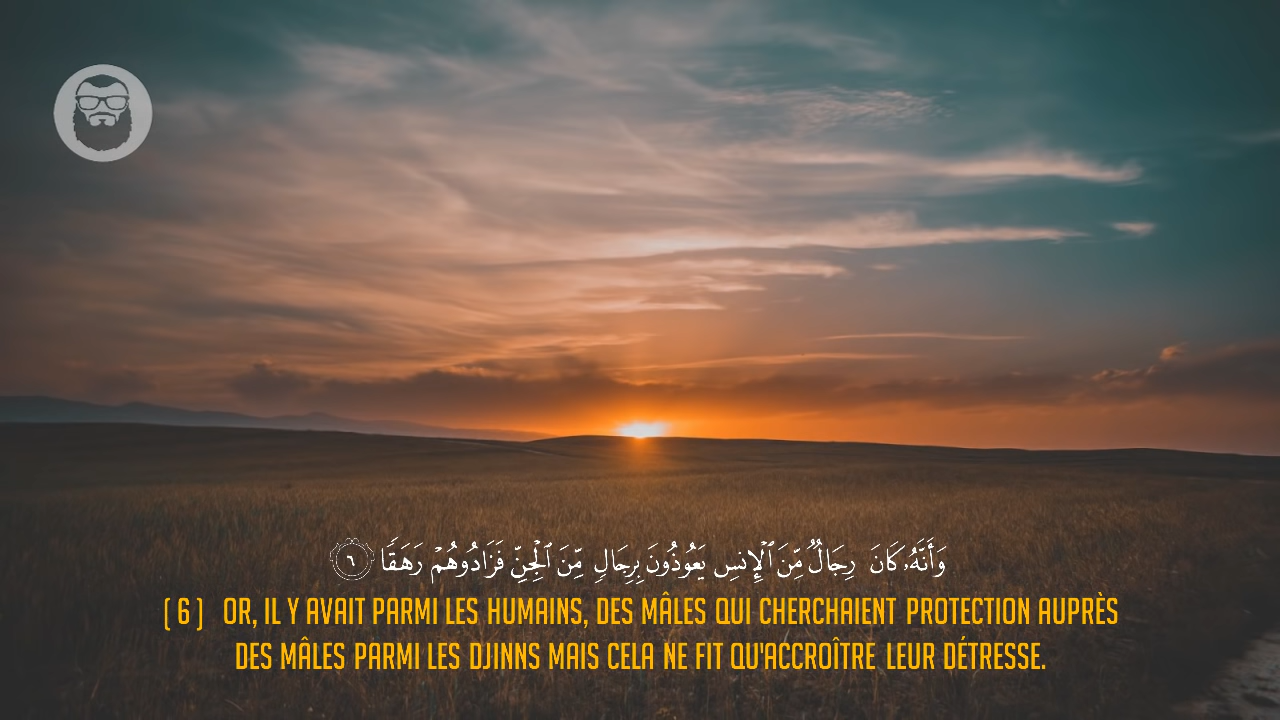 وَأَنَّهُۥ كَانَ رِجَالٌ مِّنَ ٱلْإِنسِ يَعُوذُونَ بِرِجَالٍ مِّنَ ٱلْجِنِّ فَزَادُوهُمْ رَهَقًا ٦
( 6 ) OR, IL Y AVAIT PARMI LES HUMAINS, DES MÂLES QUI CHERCHAIENT PROTECTION AUPRÈS
DES MÂLES PARMI LES DJINNS MAIS CELA NE FIT QU'ACCROÎTRE LEUR DÉTRESSE.